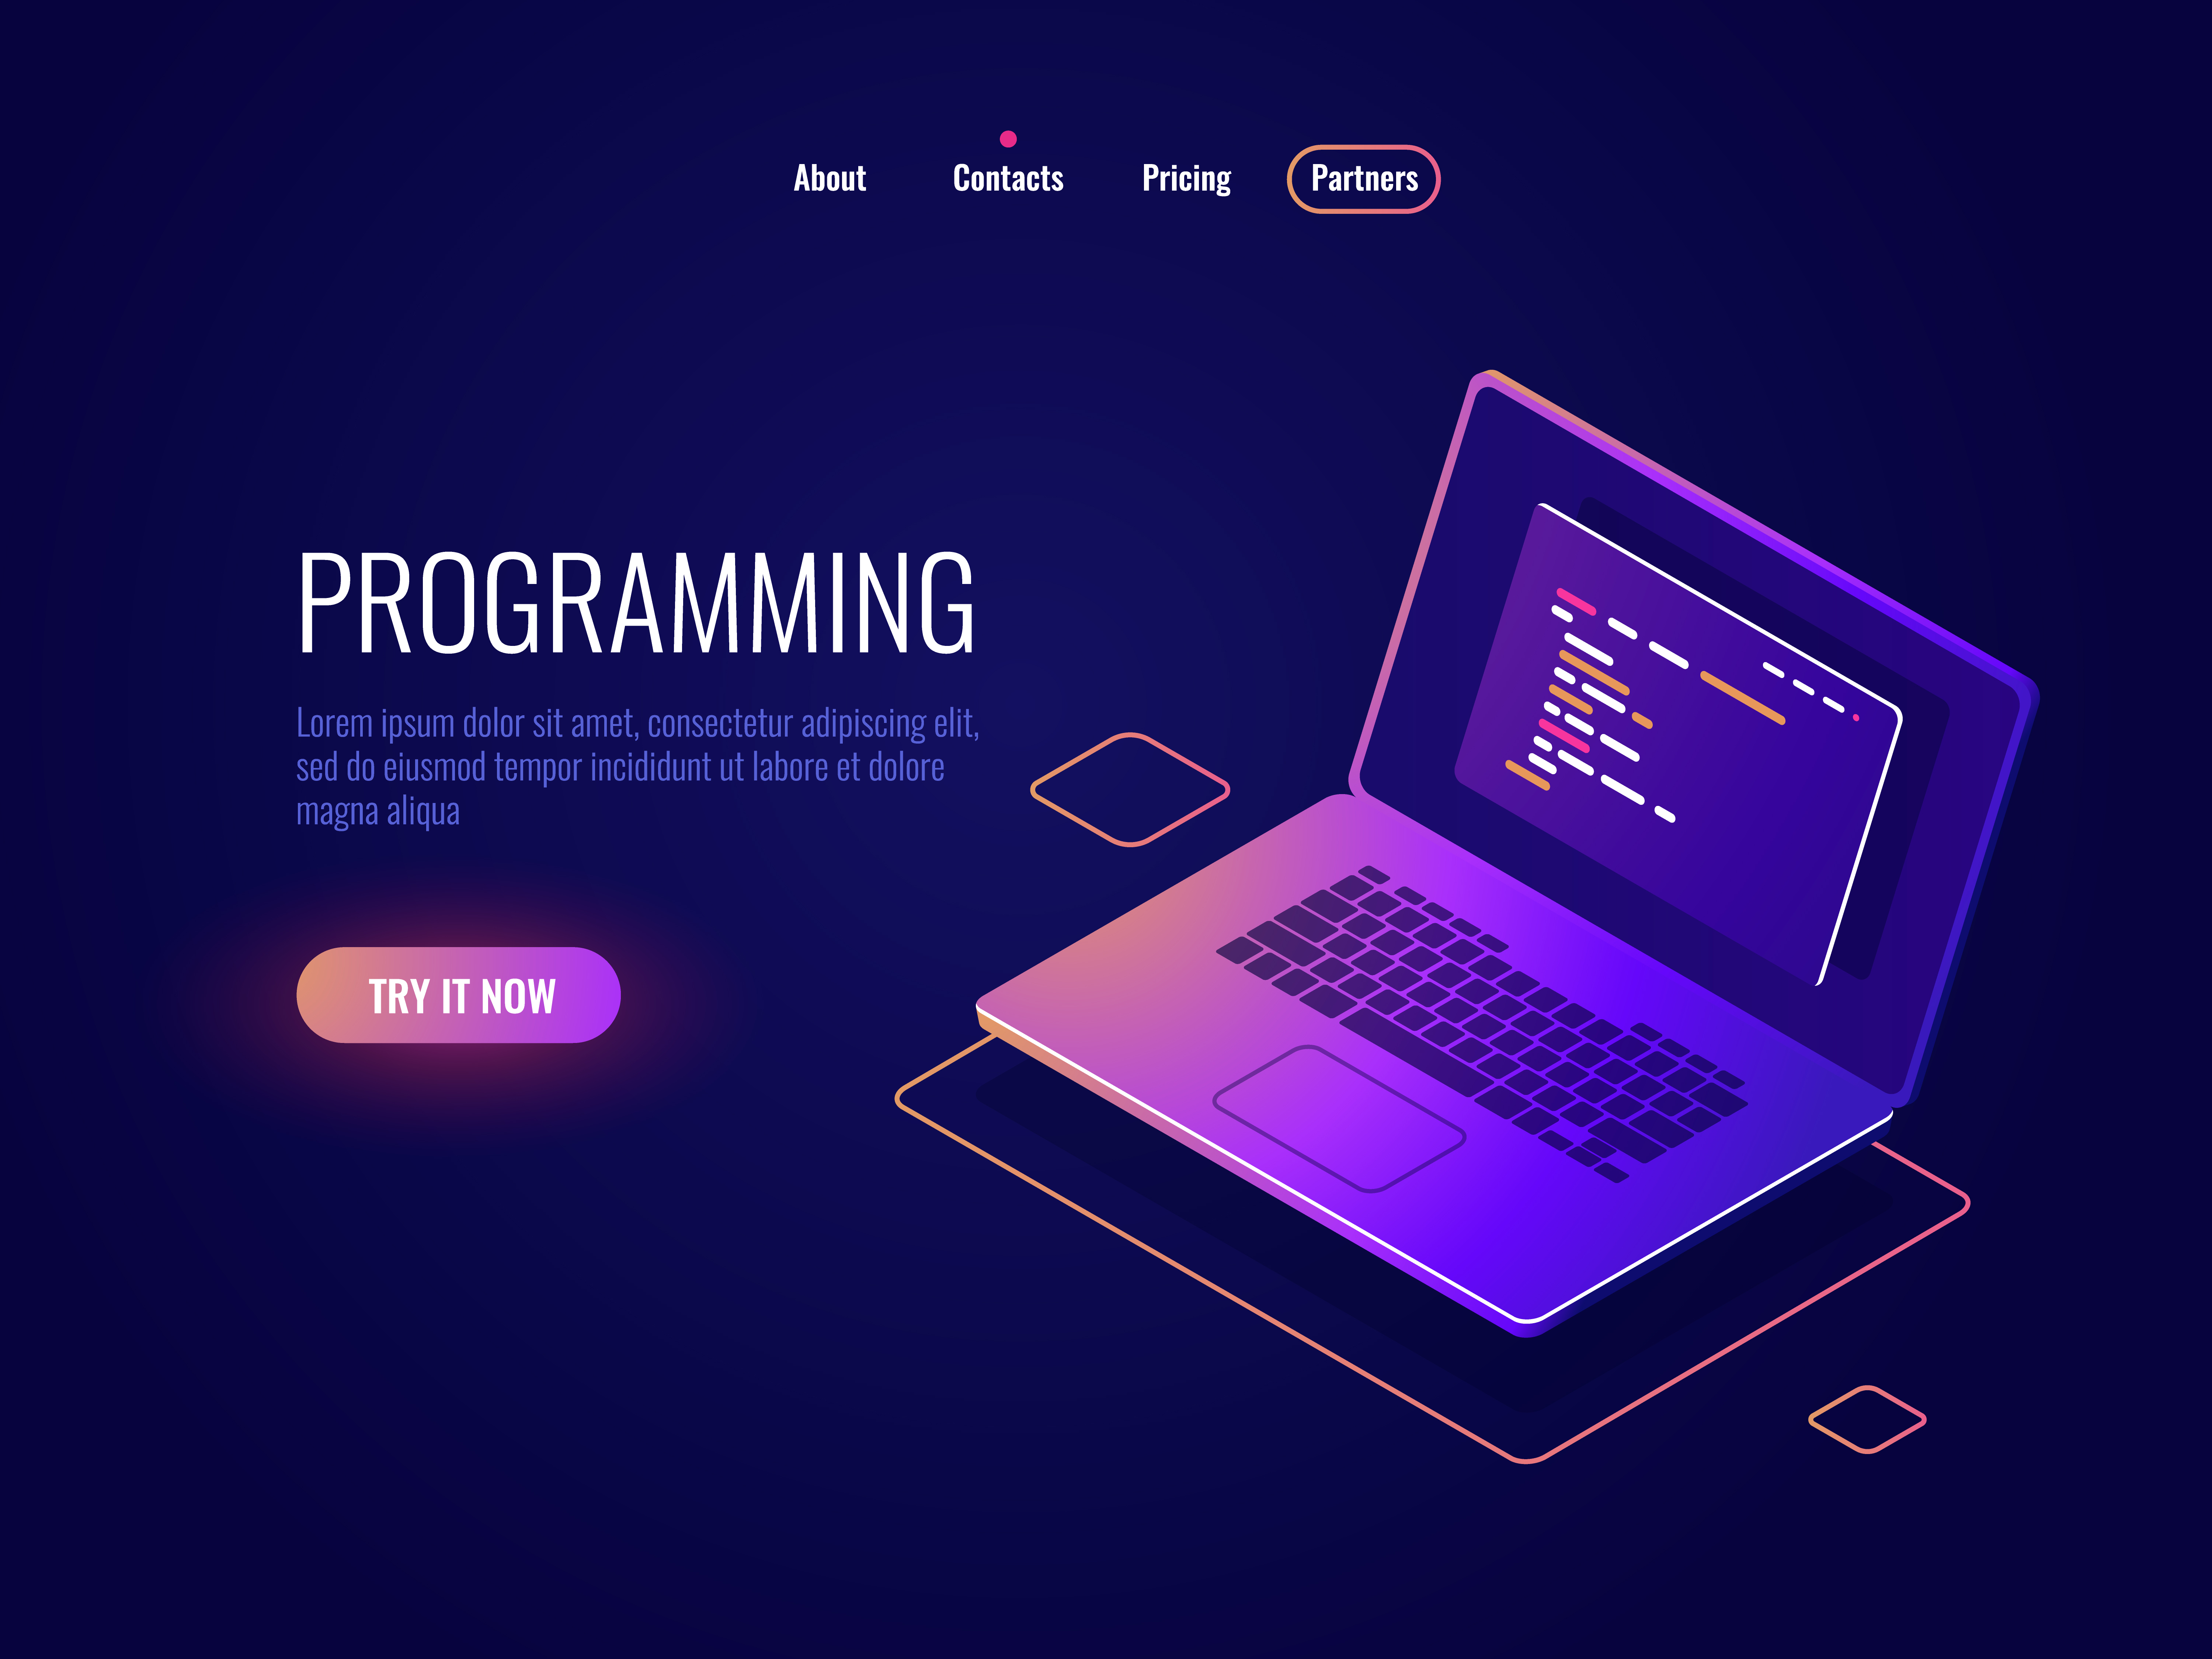 About Contacts Pricing Partners
PROGRAMMING
Lorem ipsum dolor sit amet, consectetur adipiscing elit,
sed do eiusmod tempor incididunt ut labore et dolore
magna aliqua
TRY IT NOW